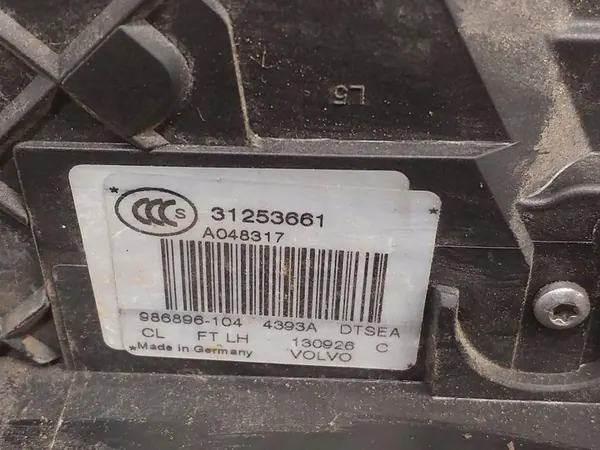 L5
CCC S 31253661
A048317
986896-104 4393A DTSEA
CL FT LH 130926 C
*Made in Germany VOLVO